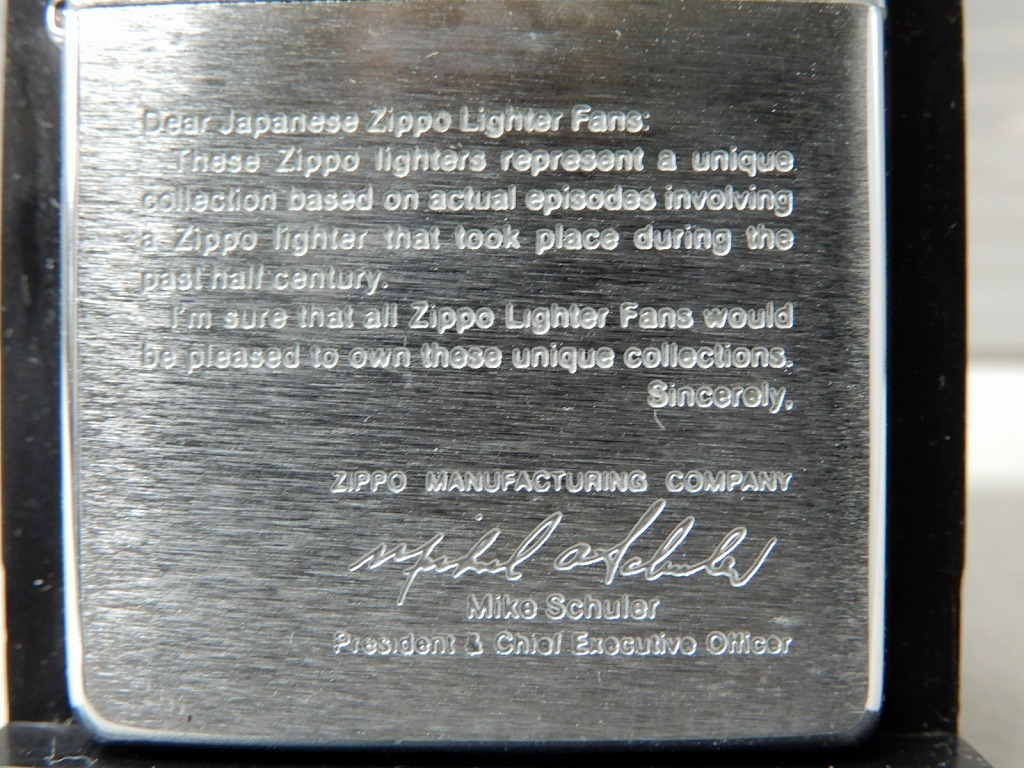 Dear Japanese Zippo Lighter Fans:
These Zippo lighters represent a unique
collection based on actual episodes involving
a Zippo lighter that took place during the
past half century.
I'm sure that all Zippo Lighter Fans would
be pleased to own these unique collections.
Sincerely,
ZIPPO MANUFACTURING COMPANY
Mike Schuler
President & Chief Executive Officer